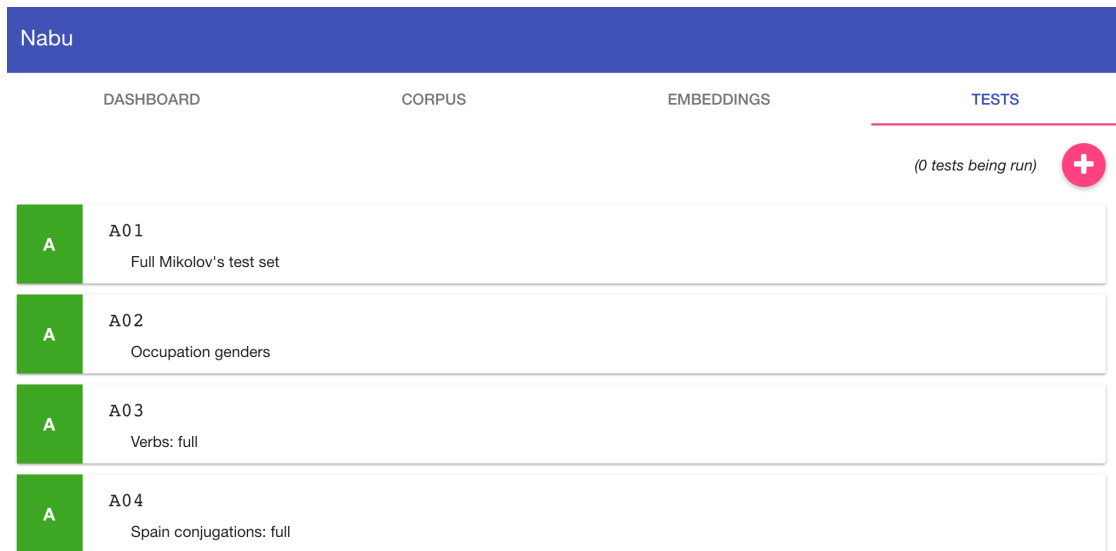 Nabu
DASHBOARD CORPUS EMBEDDINGS TESTS
(0 tests being run)
A
A01
Full Mikolov's test set
A
A02
Occupation genders
A
A03
Verbs: full
A
A04
Spain conjugations: full